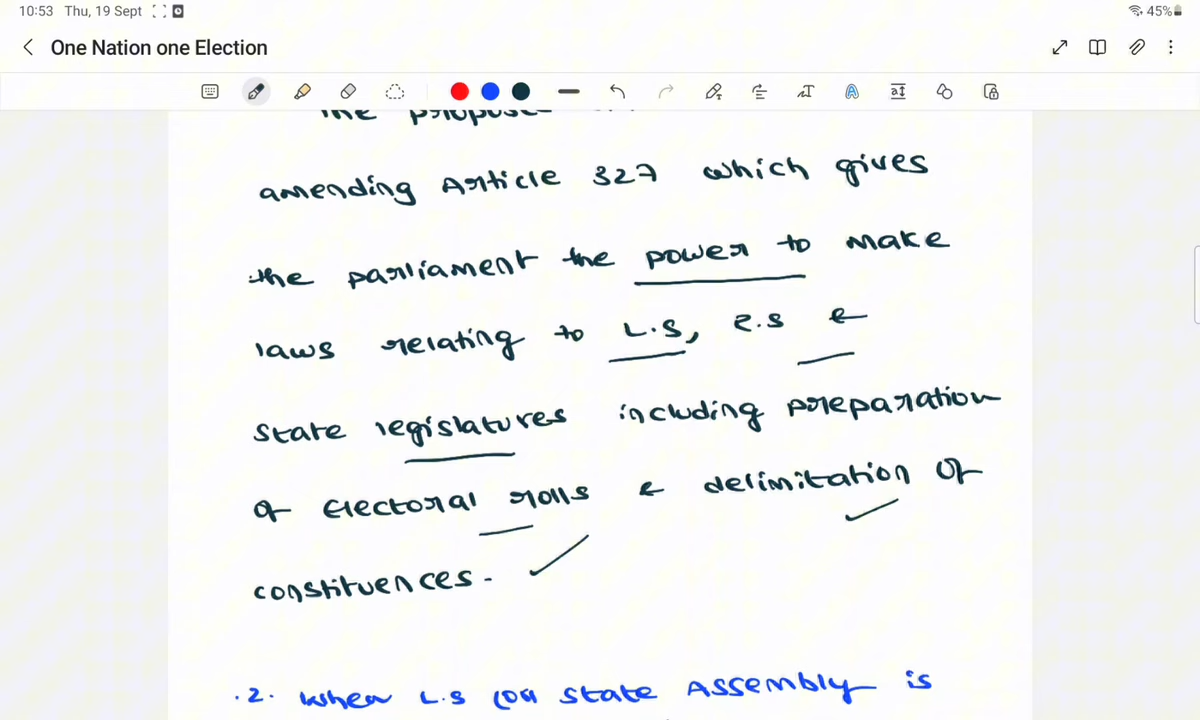 10:53 Thu, 19 Sept 45%
One Nation one Election
the
amending Article 327 which gives
the parliament the power to make
laws relating to L.S, R.S &
State legislatures including preparation
of Electoral rolls & delimitation of
constituences.
2. When L.S (or State Assembly is